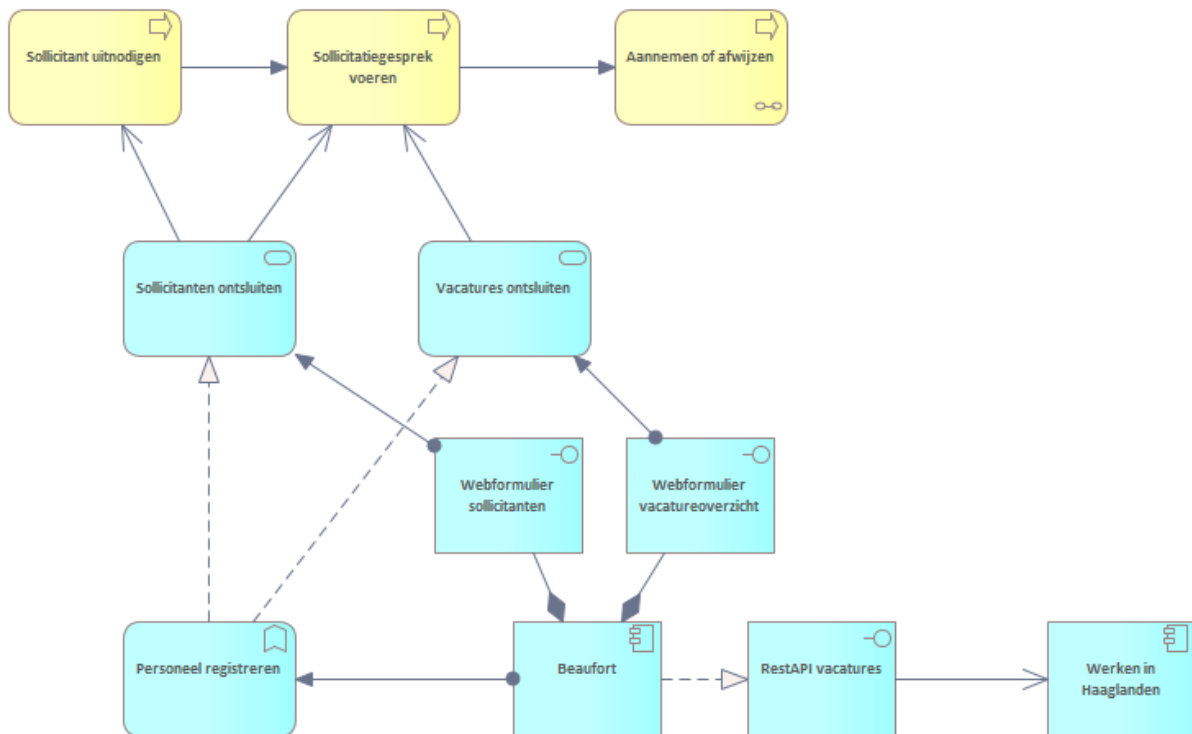 Sollicitant uitnodigen
Sollicitatiegesprek
voeren
Aannemen of afwijzen
Sollicitanten ontsluiten
Vacatures ontsluiten
Webformulier
sollicitanten
Webformulier
vacatureoverzicht
Personeel registreren
Beaufort
RestAPI vacatures
Werken in
Haaglanden